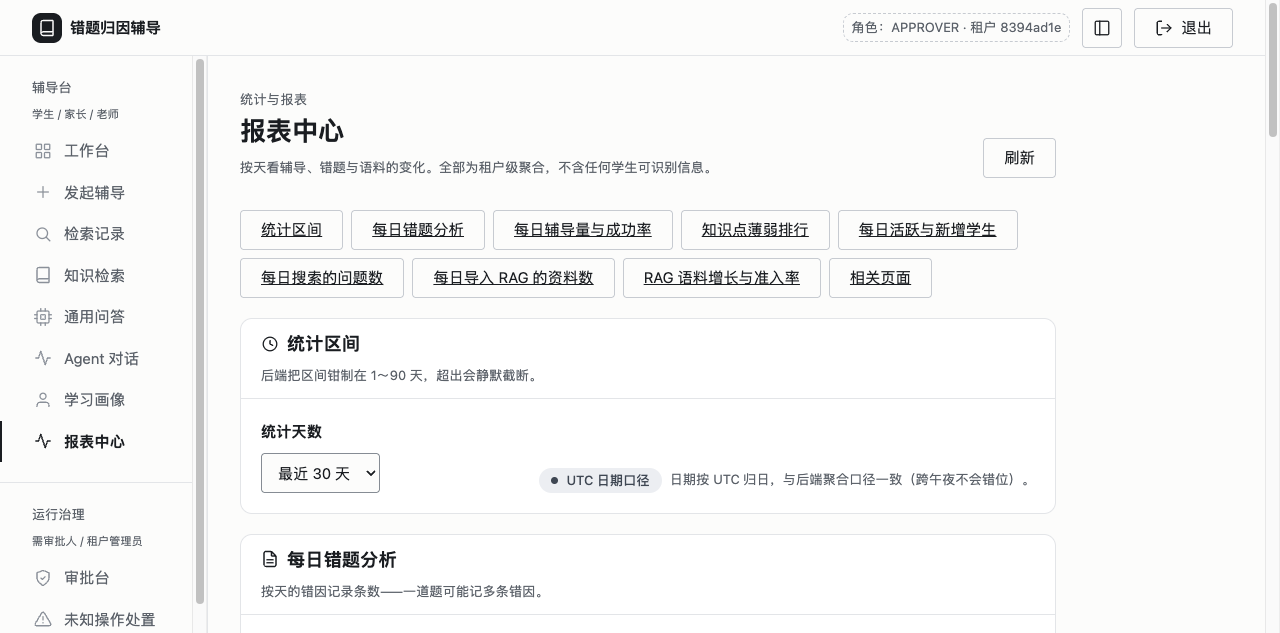 错题归因辅导
角色：APPROVER · 租户 8394ad1e
退出
辅导台
学生 / 家长 / 老师
工作台
发起辅导
检索记录
知识检索
通用问答
Agent 对话
学习画像
报表中心
运行治理
需审批人 / 租户管理员
审批台
未知操作处置
统计与报表
报表中心
按天看辅导、错题与语料的变化。全部为租户级聚合，不含任何学生可识别信息。
刷新
统计区间
每日错题分析
每日辅导量与成功率
知识点薄弱排行
每日活跃与新增学生
每日搜索的问题数
每日导入 RAG 的资料数
RAG 语料增长与准入率
相关页面
统计区间
后端把区间钳制在 1～90 天，超出会静默截断。
统计天数
最近 30 天
UTC 日期口径
日期按 UTC 归日，与后端聚合口径一致（跨午夜不会错位）。
每日错题分析
按天的错因记录条数——一道题可能记多条错因。